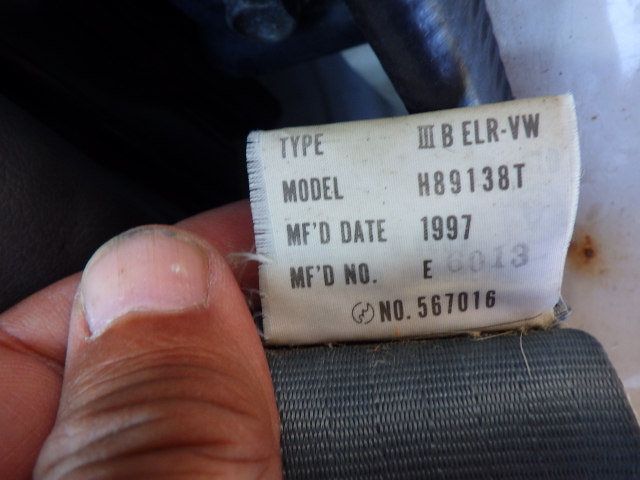 TYPE Ⅲ B ELR-VW
MODEL H89138T
MF'D DATE 1997
MF'D NO. E 6013
NO. 567016